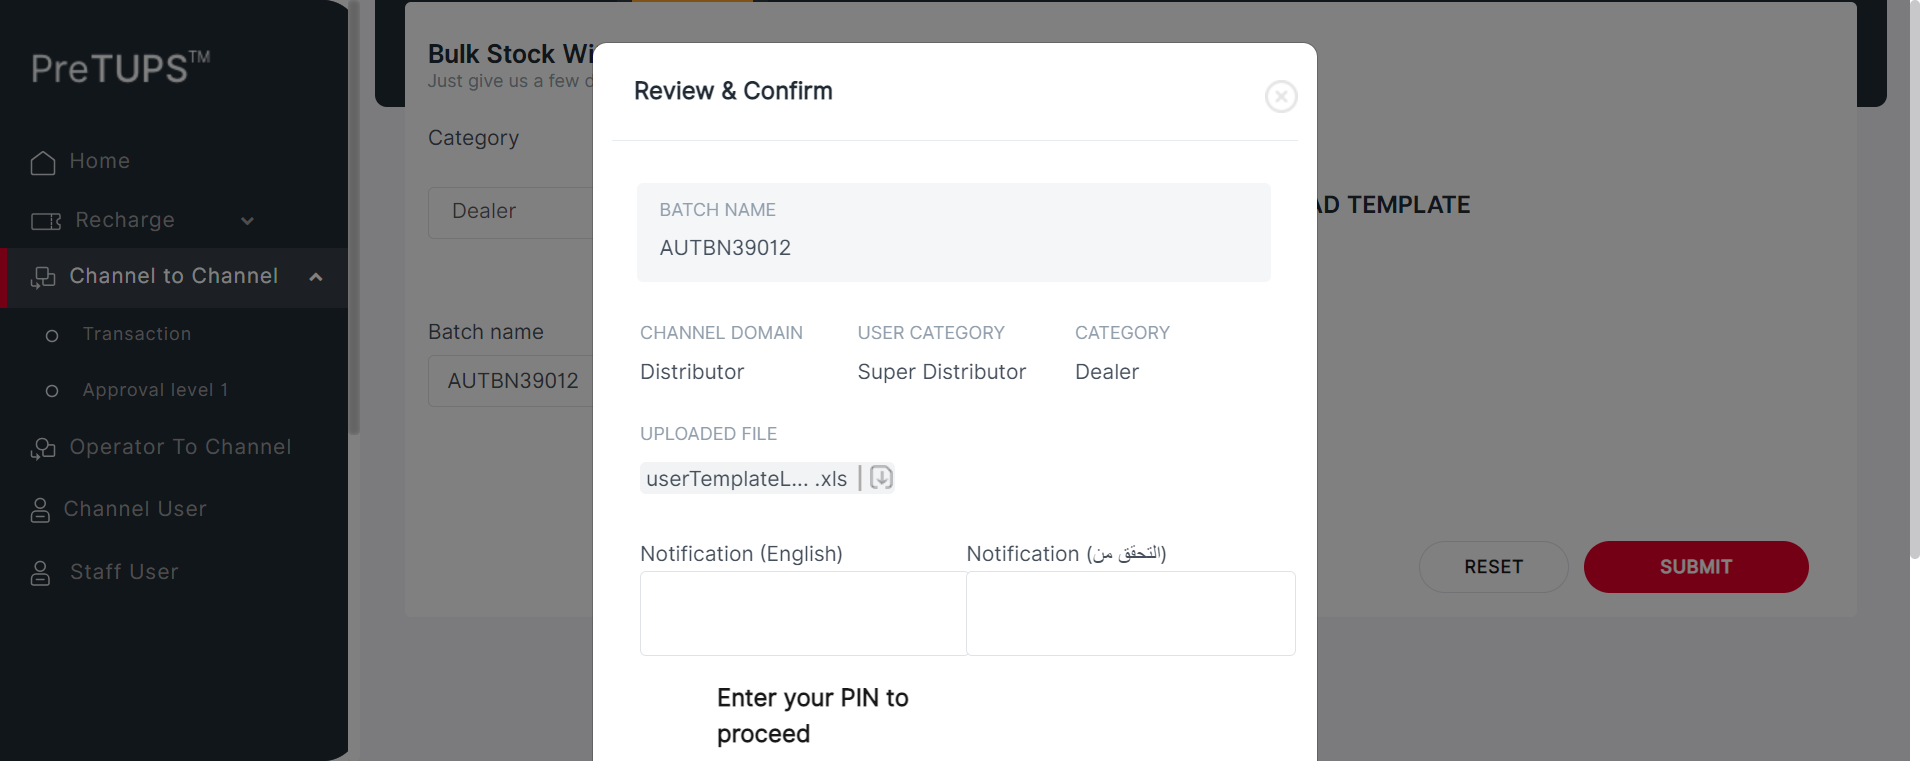 PreTUPS™
Home
Recharge
Channel to Channel
Transaction
Approval level 1
Operator To Channel
Channel User
Staff User
Bulk Stock Wi
Just give us a few d
Category
Dealer
Batch name
AUTBN39012
AD TEMPLATE
RESET
SUBMIT
Review & Confirm
BATCH NAME
AUTBN39012
CHANNEL DOMAIN USER CATEGORY CATEGORY
Distributor Super Distributor Dealer
UPLOADED FILE
userTemplateL... .xls |
Notification (English) Notification (التحقق من)
Enter your PIN to
proceed